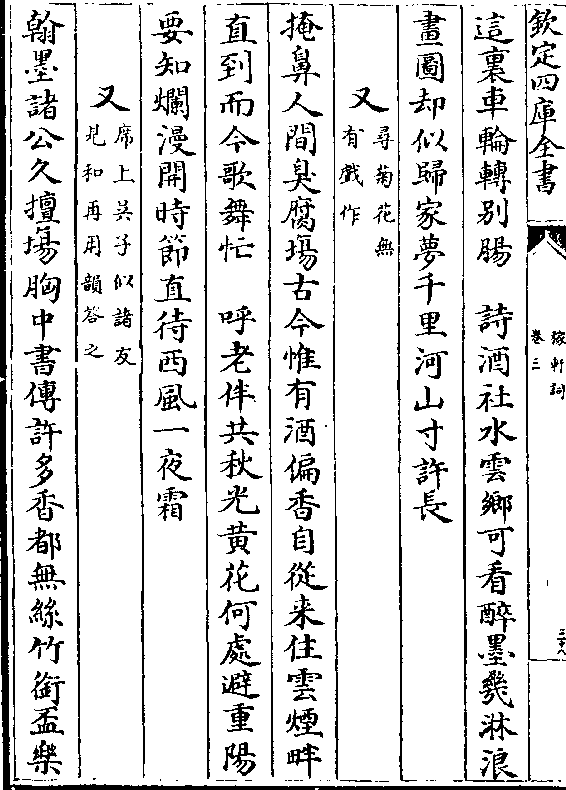 欽定四庫全書
稼軒詞
卷三
三十八
這裏車輪轉别腸　詩酒社水雲鄉可看醉墨幾淋浪
畫圖却似歸家夢千里河山寸許長
又
尋菊花無
有戲作
掩鼻人間臭腐塲古今惟有酒偏香自從来住雲煙畔
直到而今歌舞忙　呼老伴共秋光黄花何處避重陽
要知爛漫開時節直待西風一夜霜
又
席上吴子似諸友
見和再用韻答之
翰墨諸公久擅塲胸中書傳許多香都無絲竹銜盃樂